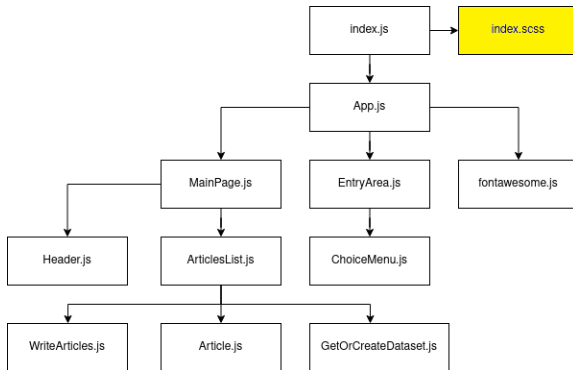 index.js
index.scss
App.js
MainPage.js
EntryArea.js
fontawesome.js
Header.js
ArticlesList.js
ChoiceMenu.js
WriteArticles.js
Article.js
GetOrCreateDataset.js